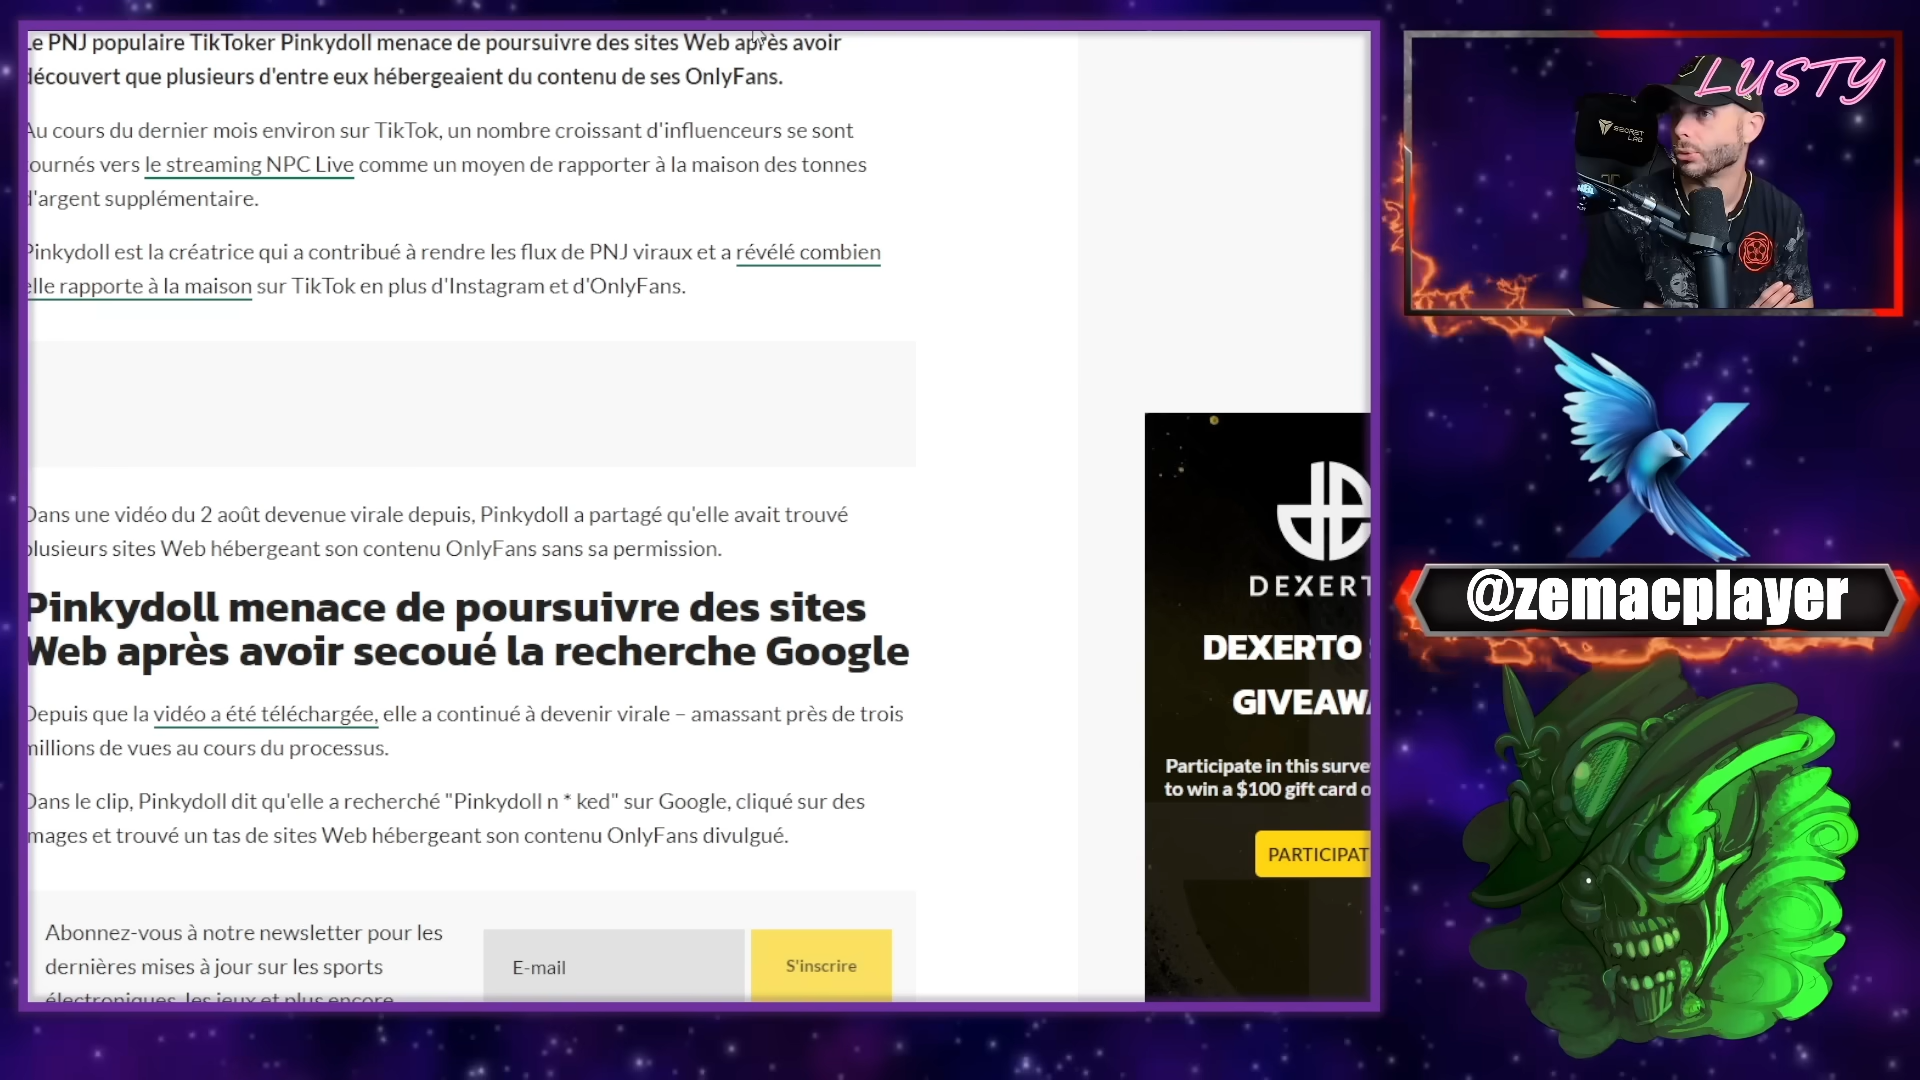 Le PNJ populaire TikToker Pinkydoll menace de poursuivre des sites Web après avoir
découvert que plusieurs d'entre eux hébergeaient du contenu de ses OnlyFans.
Au cours du dernier mois environ sur TikTok, un nombre croissant d'influenceurs se sont
tournés vers le streaming NPC Live comme un moyen de rapporter à la maison des tonnes
d'argent supplémentaire.
Pinkydoll est la créatrice qui a contribué à rendre les flux de PNJ viraux et a révélé combien
elle rapporte à la maison sur TikTok en plus d'Instagram et d'OnlyFans.
Dans une vidéo du 2 août devenue virale depuis, Pinkydoll a partagé qu'elle avait trouvé
plusieurs sites Web hébergeant son contenu OnlyFans sans sa permission.
Pinkydoll menace de poursuivre des sites
Web après avoir secoué la recherche Google
Depuis que la vidéo a été téléchargée, elle a continué à devenir virale – amassant près de trois
millions de vues au cours du processus.
Dans le clip, Pinkydoll dit qu'elle a recherché "Pinkydoll n * ked" sur Google, cliqué sur des
images et trouvé un tas de sites Web hébergeant son contenu OnlyFans divulgué.
Abonnez-vous à notre newsletter pour les
dernières mises à jour sur les sports
électroniques, les jeux et plus encore
E-mail
S'inscrire
DEXERT
DEXERTO
GIVEAWA
Participate in this surve
to win a $100 gift card o
PARTICIPAT
LUSTY
SECRET
LAB
@zemacplayer